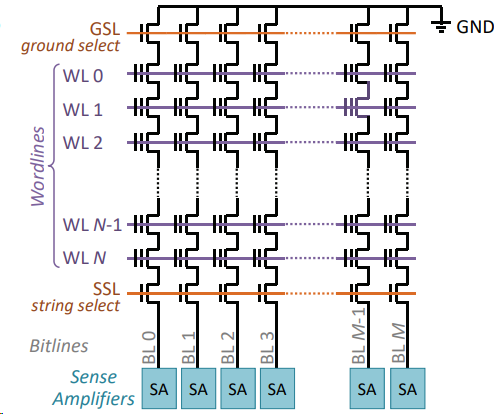 GSL
ground select
GND
Wordlines
WL 0
WL 1
WL 2
WL N-1
WL N
SSL
string select
Bitlines
BL 0
BL 1
BL 2
BL 3
BL M-1
BL M
Sense
Amplifiers
SA SA SA SA SA SA